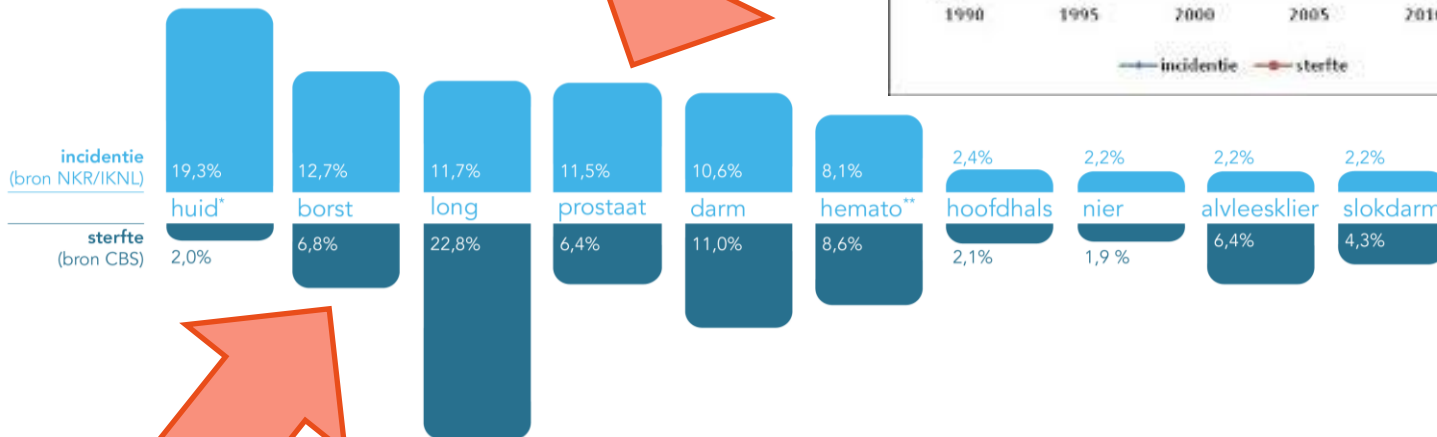 1990 1995 2000 2005
incidentie sterfte
incidentie
(bron NKR/IKNL)
19,3% 12,7% 11,7% 11,5% 10,6% 8,1% 2,4% 2,2% 2,2% 2,2%
huid* borst long prostaat darm hemato** hoofdhals nier alvleesklier slokdarm
sterfte
(bron CBS)
2,0% 6,8% 22,8% 6,4% 11,0% 8,6% 2,1% 1,9 % 6,4% 4,3%